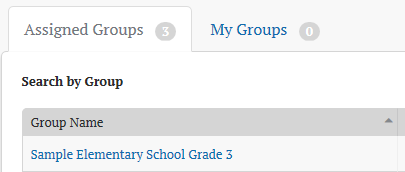 Assigned Groups 3 My Groups 0
Search by Group
Group Name
Sample Elementary School Grade 3